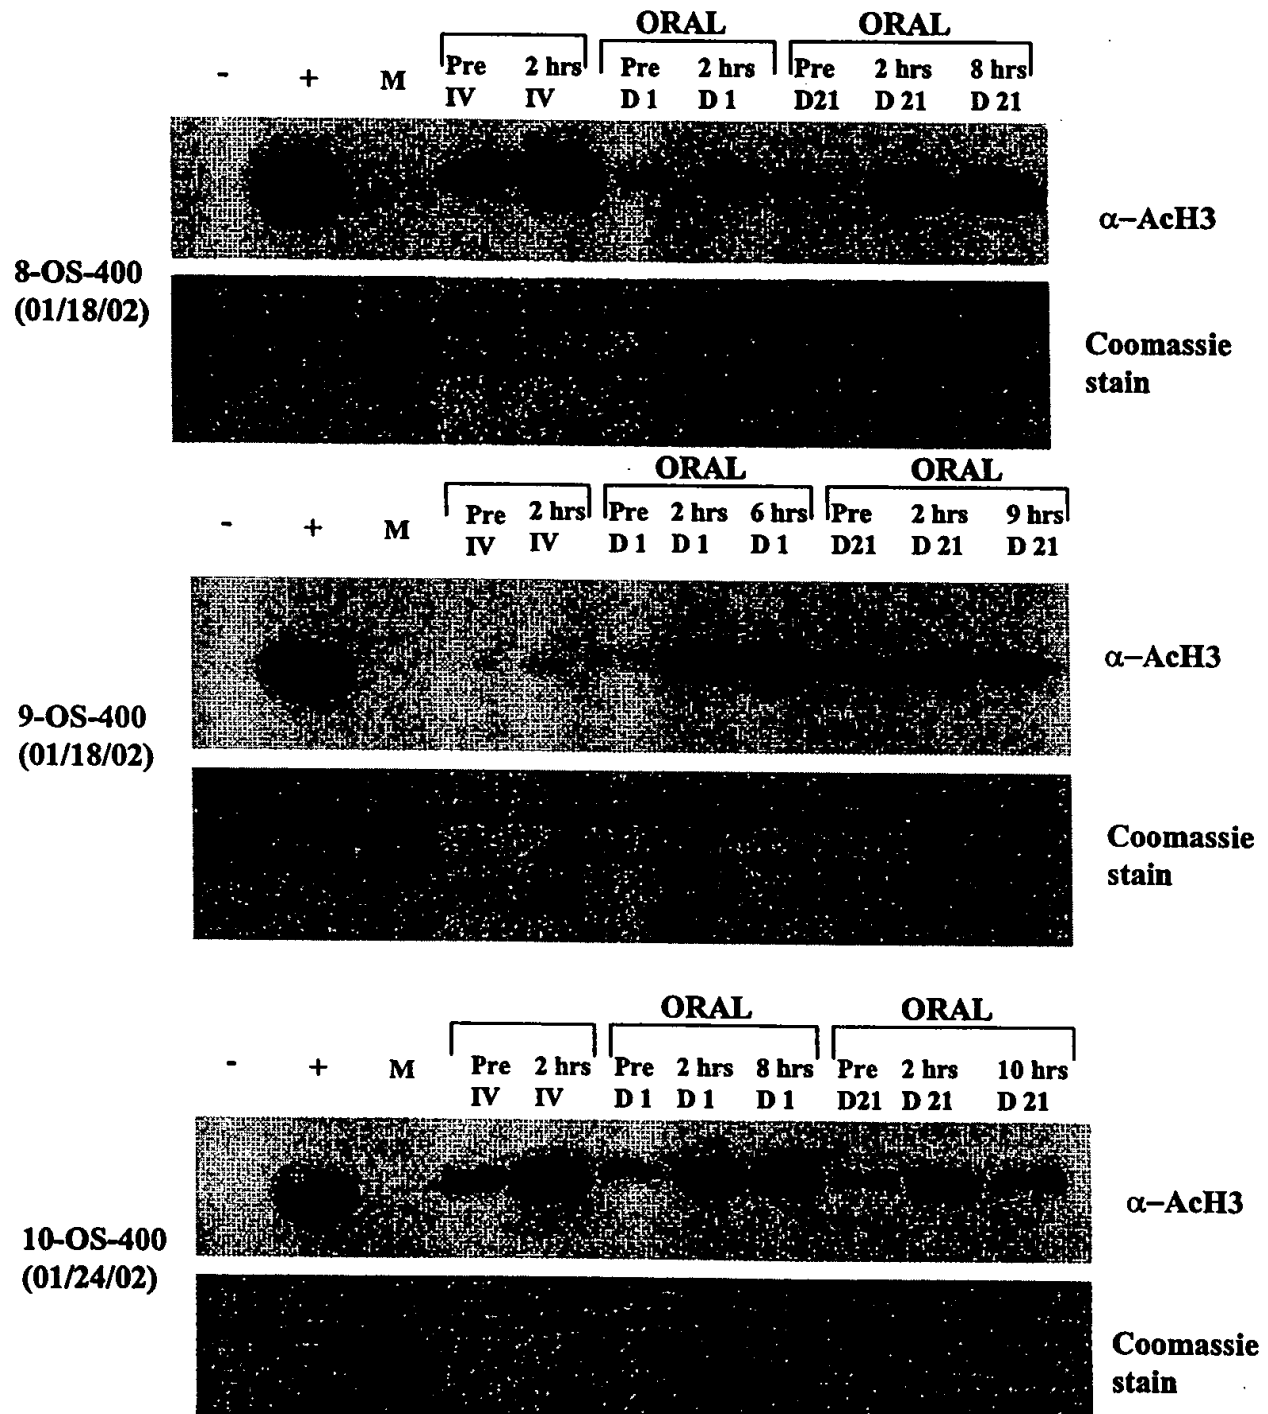 ORAL ORAL
- + M Pre 2 hrs Pre 2 hrs Pre 2 hrs 8 hrs
IV IV D 1 D 1 D21 D 21 D 21
α–AcH3
8-OS-400
(01/18/02)
Coomassie
stain
ORAL ORAL
- + M Pre 2 hrs Pre 2 hrs 6 hrs Pre 2 hrs 9 hrs
IV IV D 1 D 1 D 1 D21 D 21 D 21
α–AcH3
9-OS-400
(01/18/02)
Coomassie
stain
ORAL ORAL
- + M Pre 2 hrs Pre 2 hrs 8 hrs Pre 2 hrs 10 hrs
IV IV D 1 D 1 D 1 D21 D 21 D 21
α–AcH3
10-OS-400
(01/24/02)
Coomassie
stain